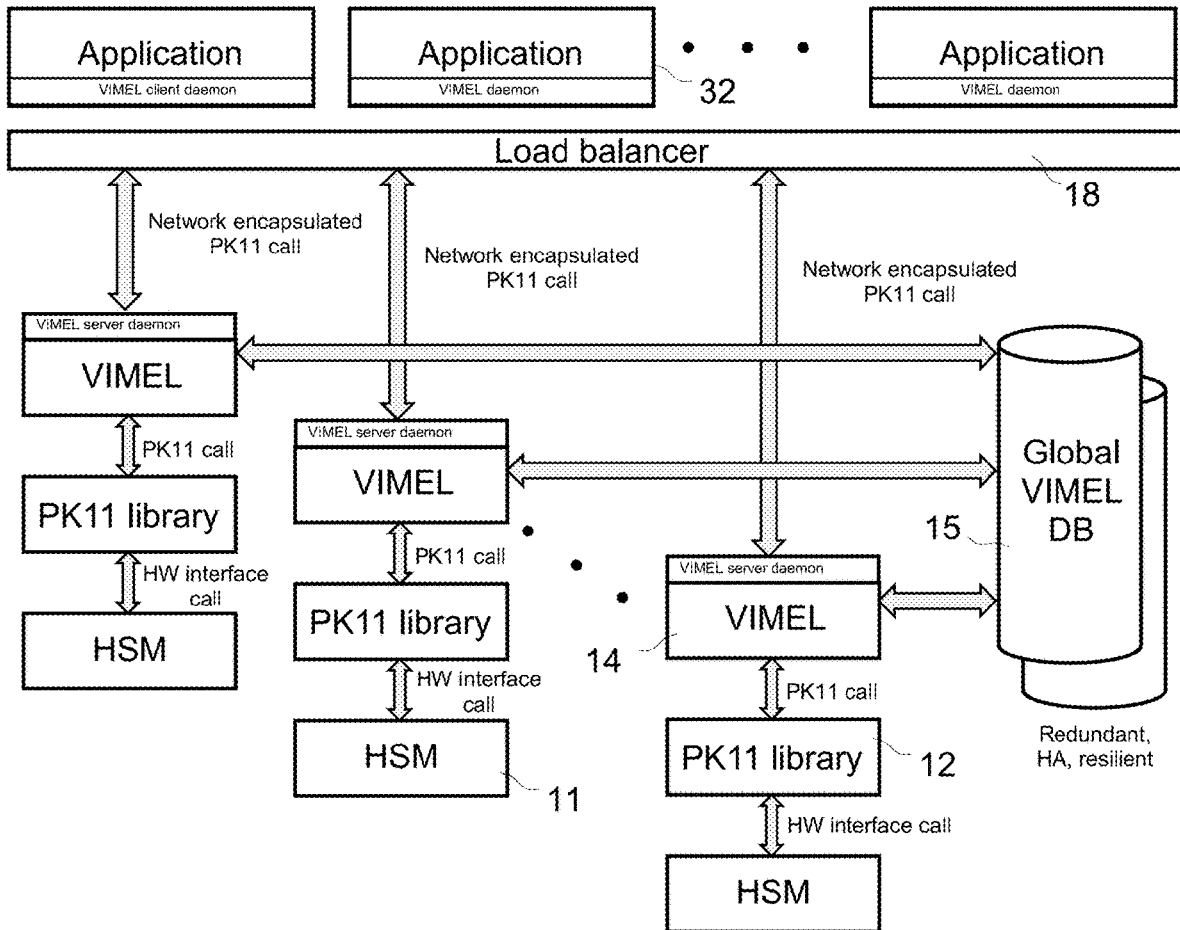 Application
VIMEL client daemon
Application
VIMEL daemon
32
Application
VIMEL daemon
Load balancer
18
Network encapsulated
PK11 call
Network encapsulated
PK11 call
Network encapsulated
PK11 call
VIMEL server daemon
VIMEL
PK11 call
PK11 library
HW interface
call
HSM
VIMEL server daemon
VIMEL
PK11 call
PK11 library
HW interface
call
HSM
11
VIMEL server daemon
VIMEL
14
PK11 call
PK11 library
12
HW interface call
HSM
Global
VIMEL
DB
15
Redundant,
HA, resilient